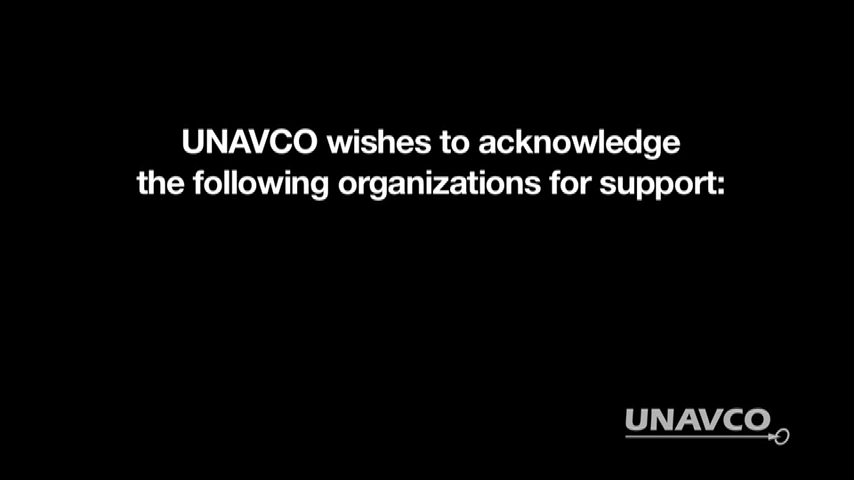 UNAVCO wishes to acknowledge
the following organizations for support:
UNAVCO